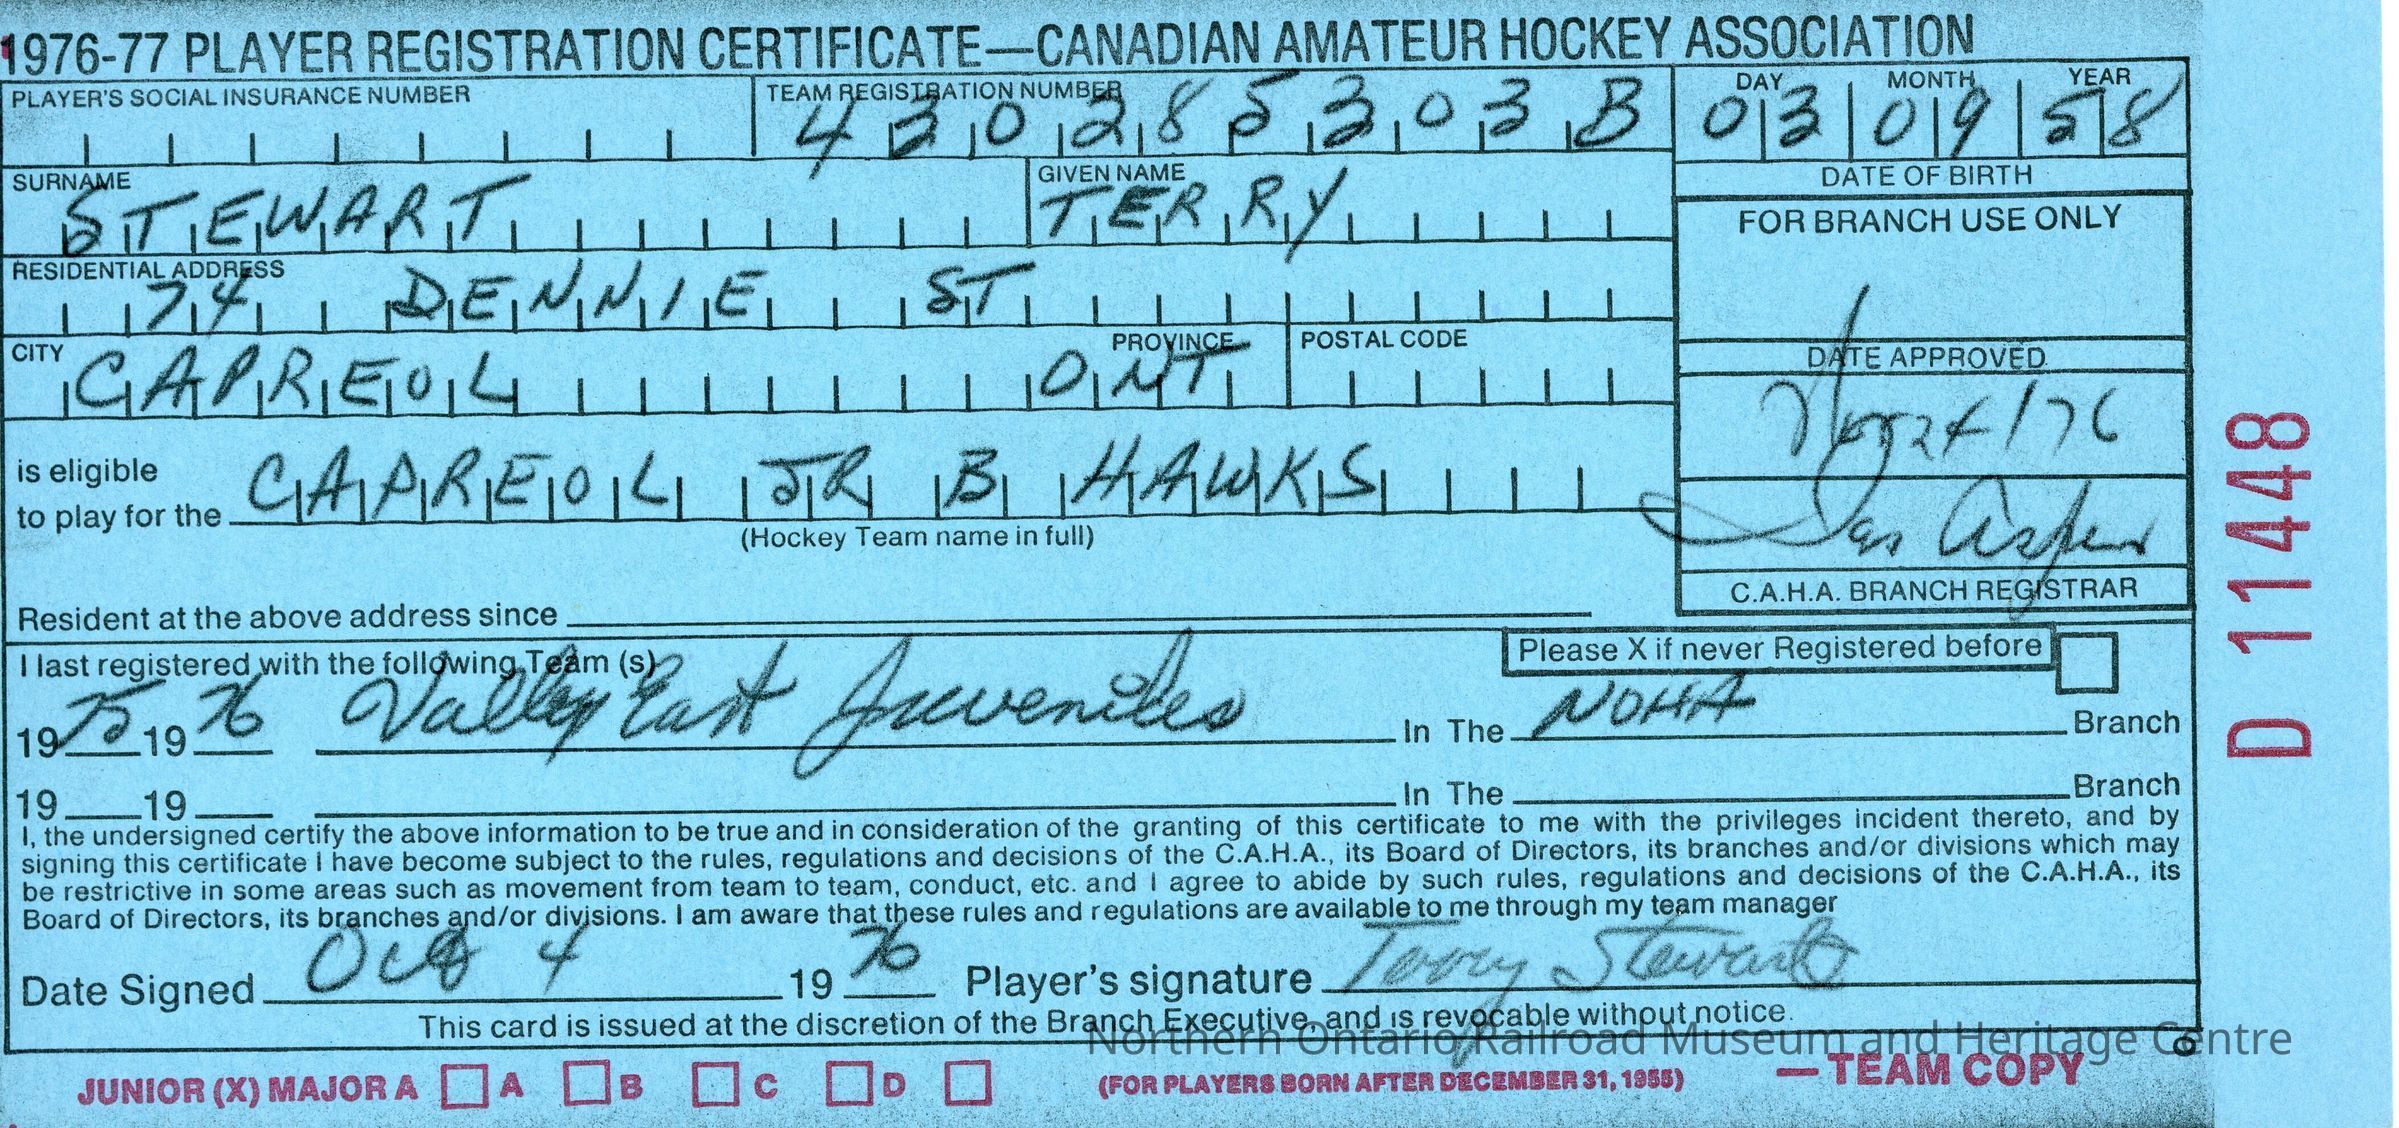 1976-77 PLAYER REGISTRATION CERTIFICATE—CANADIAN AMATEUR HOCKEY ASSOCIATION
PLAYER'S SOCIAL INSURANCE NUMBER TEAM REGISTRATION NUMBER DAY MONTH YEAR
430285303B 03 09 58
SURNAME GIVEN NAME DATE OF BIRTH
STEWART TERRY
FOR BRANCH USE ONLY
RESIDENTIAL ADDRESS
74 DENNIE ST
CITY PROVINCE POSTAL CODE DATE APPROVED
CAPREOL ONT
24/76
is eligible
to play for the CAPREOL JR B HAWKS
(Hockey Team name in full)
C.A.H.A. BRANCH REGISTRAR
Resident at the above address since
I last registered with the following Team (s) Please X if never Registered before
1975 1976 Valley East Juveniles In The NOHA Branch
19 19 In The Branch
I, the undersigned certify the above information to be true and in consideration of the granting of this certificate to me with the privileges incident thereto, and by
signing this certificate I have become subject to the rules, regulations and decisions of the C.A.H.A., its Board of Directors, its branches and/or divisions which may
be restrictive in some areas such as movement from team to team, conduct, etc. and I agree to abide by such rules, regulations and decisions of the C.A.H.A., its
Board of Directors, its branches and/or divisions. I am aware that these rules and regulations are available to me through my team manager
Date Signed Oct 4 1976 Player's signature Terry Stewart
This card is issued at the discretion of the Branch Executive, and is revocable without notice.
Northern Ontario Railroad Museum and Heritage Centre
JUNIOR (X) MAJOR A A B C D (FOR PLAYERS BORN AFTER DECEMBER 31, 1955) —TEAM COPY
D 11448